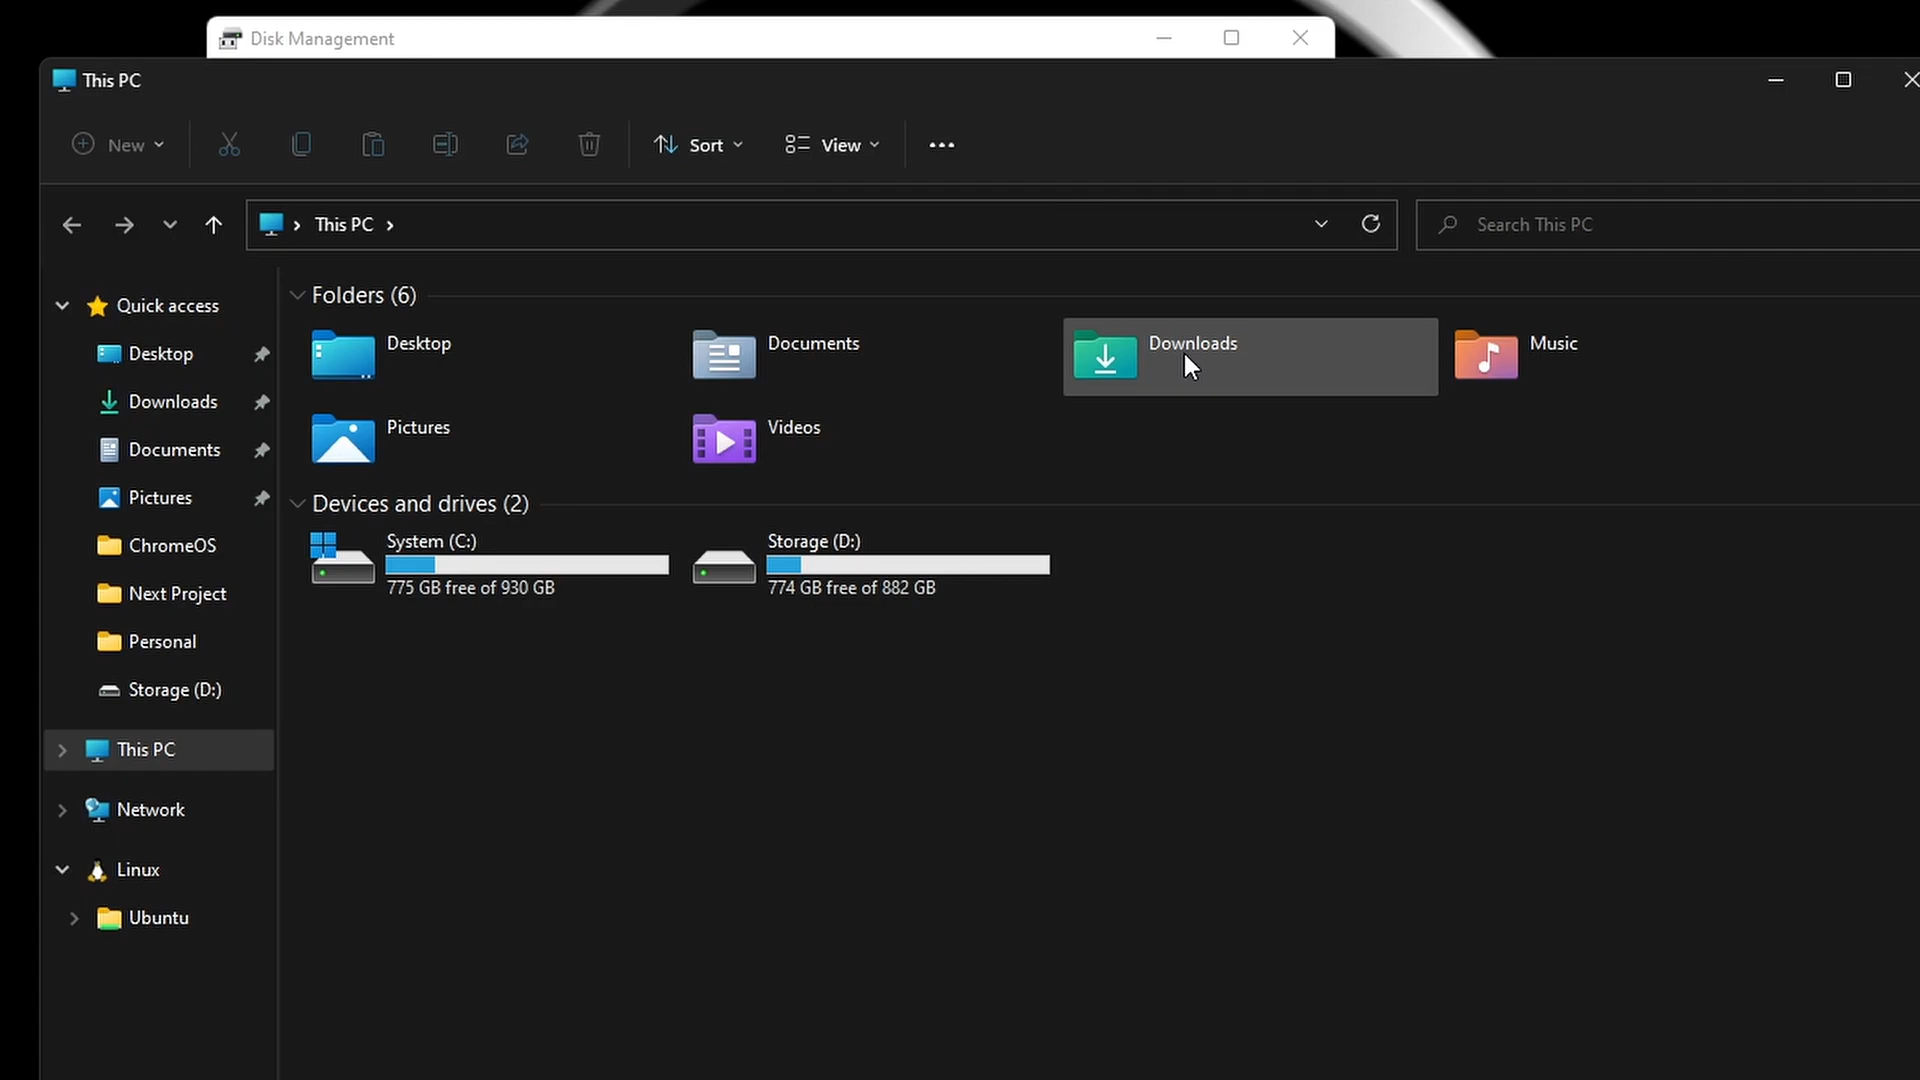 Disk Management
This PC
New
Sort
View
This PC
Search This PC
Quick access
Desktop
Downloads
Documents
Pictures
ChromeOS
Next Project
Personal
Storage (D:)
This PC
Network
Linux
Ubuntu
Folders (6)
Desktop
Documents
Downloads
Music
Pictures
Videos
Devices and drives (2)
System (C:)
775 GB free of 930 GB
Storage (D:)
774 GB free of 882 GB